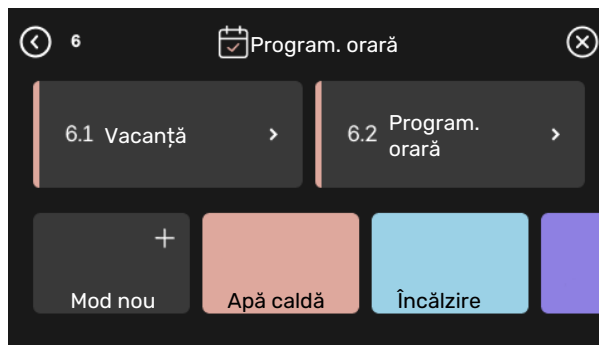 6 Program. orară
6.1 Vacanță
6.2 Program.
orară
Mod nou
Apă caldă
Încălzire